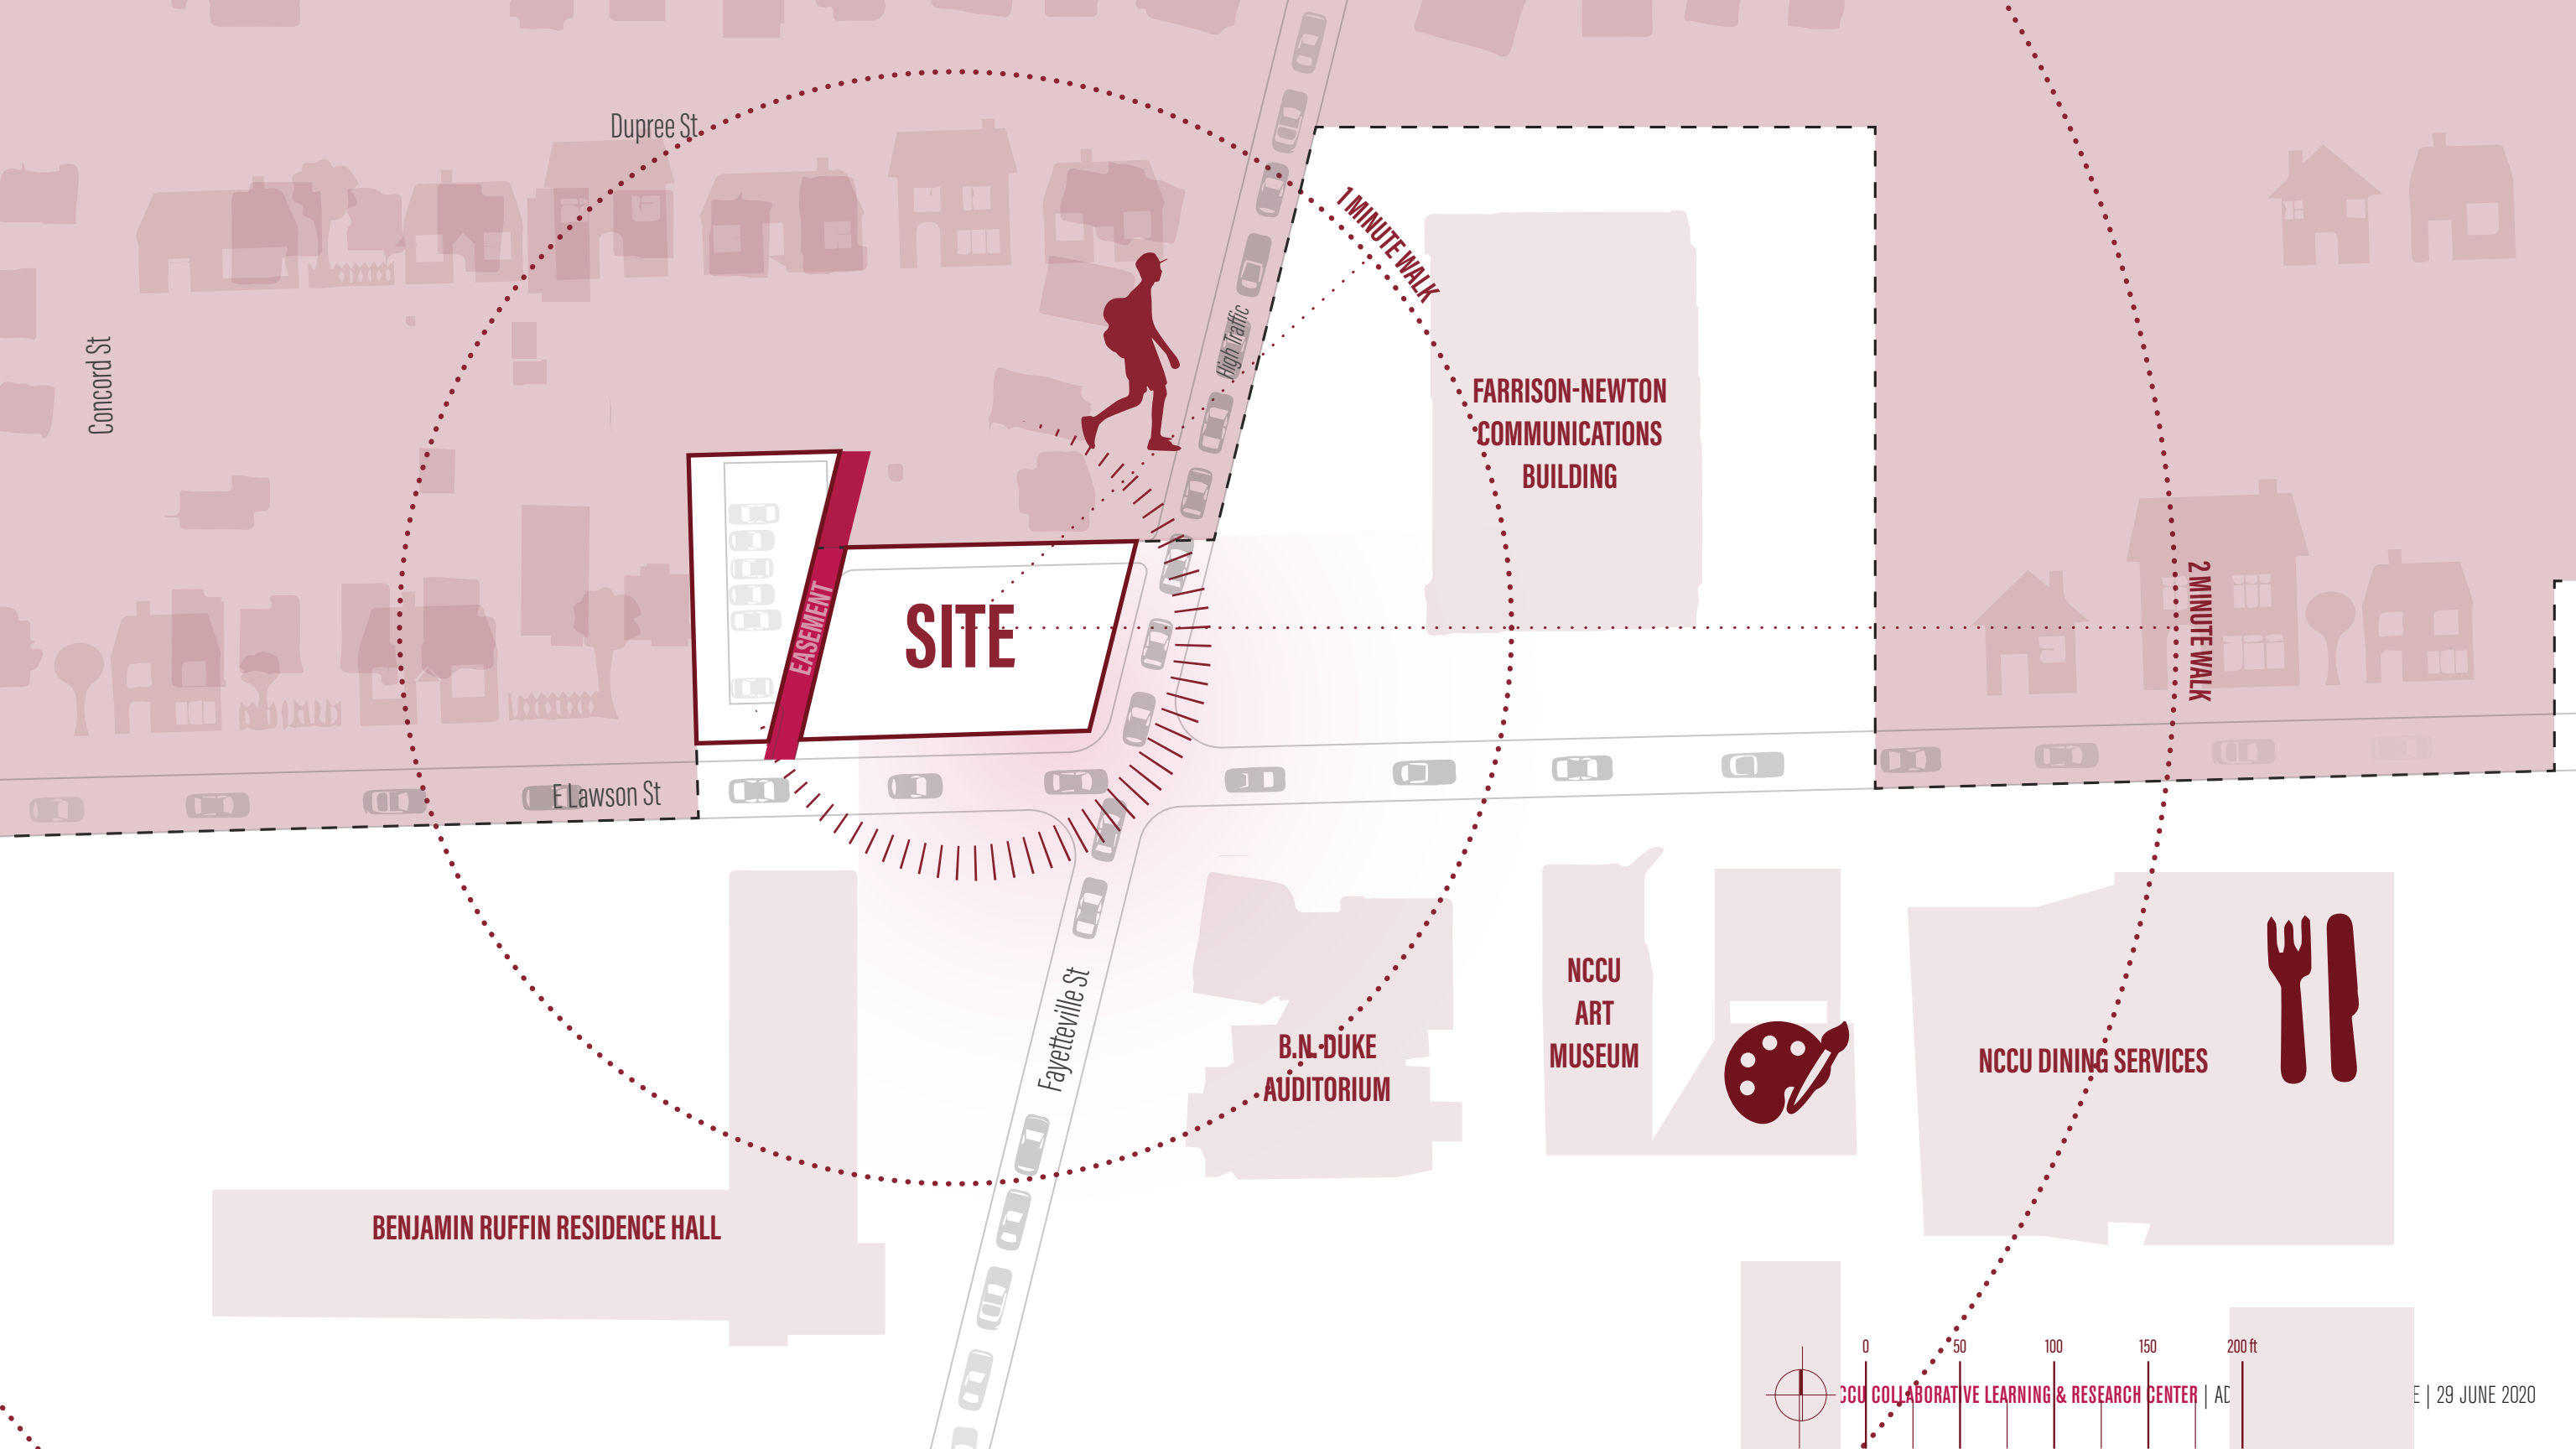 Dupree St
Concord St
1 MINUTE WALK
High Traffic
FARRISON-NEWTON
COMMUNICATIONS
BUILDING
EASEMENT
SITE
2 MINUTE WALK
E Lawson St
Fayetteville St
B.N. DUKE
AUDITORIUM
NCCU
ART
MUSEUM
NCCU DINING SERVICES
BENJAMIN RUFFIN RESIDENCE HALL
0 50 100 150 200 ft
CCU COLLABORATIVE LEARNING & RESEARCH CENTER | AD E | 29 JUNE 2020